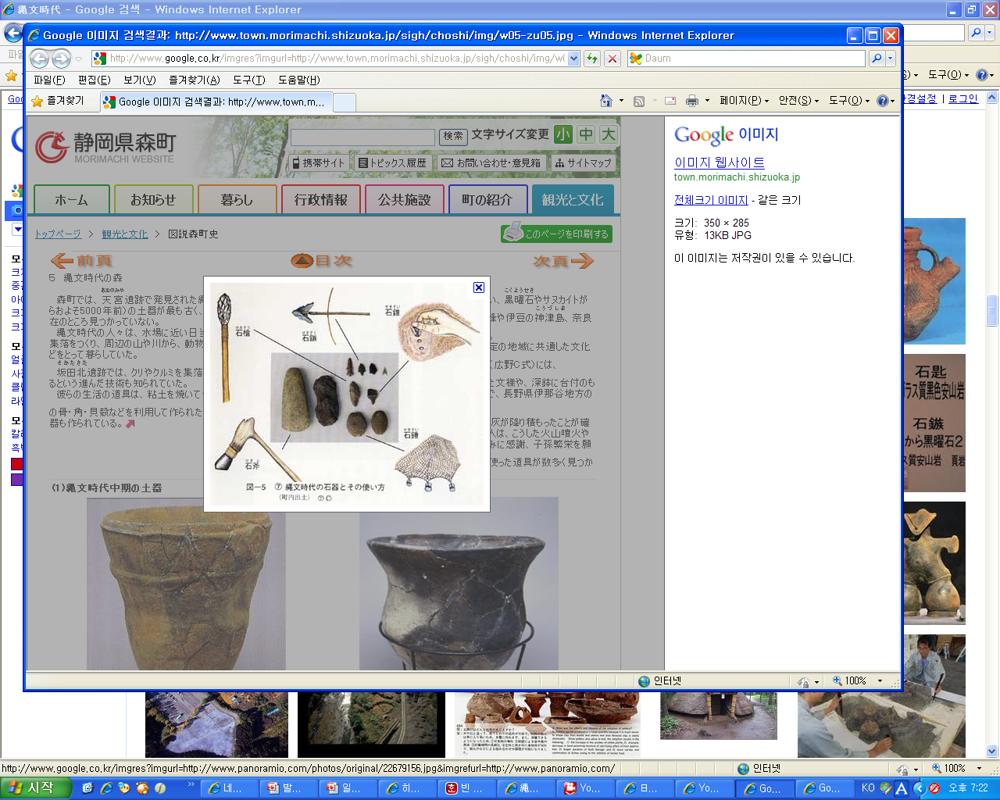 縄文時代 - Google 검색 - Windows Internet Explorer
Google 이미지 검색결과: http://www.town.morimachi.shizuoka.jp/sigh/choshi/img/w05-zu05.jpg - Windows Internet Explorer
http://www.google.co.kr/imgres?imgurl=http://www.town.morimachi.shizuoka.jp/sigh/choshi/img/w0
Daum
파일(F) 편집(E) 보기(V) 즐겨찾기(A) 도구(T) 도움말(H)
즐겨찾기
Google 이미지 검색결과: http://www.town.m...
페이지(P) 안전(S) 도구(O)
도구(O)
로그인
静岡県森町
MORIMACHI WEBSITE
検索
文字サイズ変更 小 中 大
携帯サイト トピックス履歴 お問い合わせ・意見箱 サイトマップ
ホーム お知らせ 暮らし 行政情報 公共施設 町の紹介 観光と文化
トップページ > 観光と文化 > 図説森町史
このページを印刷する
前頁 目次 次頁
5 縄文時代の森
森町では、天宮遺跡で発見された
らおよそ5000年前)の土器が最も古く、
在のところ見つかっていない。
縄文時代の人々は、水場に近い日当
集落をつくり、周辺の山や川から、動物
どをとって暮らしていた。
坂田北遺跡では、クリやクルミを集落
るという進んだ技術も知られていた。
彼らの生活の道具は、粘土を焼いて
の骨・角・貝殻などを利用して作られた
器も作られている。
い、黒曜石やサヌカイトが
峰や伊豆の神津島、奈良
定の地域に共通した文化
(広野C式)には、
た文様や、深鉢に台付のも
で、長野県伊那谷地方の
灰が降り積もったことが確
人は、こうした火山噴火や
みに感謝、子孫繁栄を願
使った道具が数多く見つか
石槍
石鏃
石錐
石錘
石斧
図-5 ⑦ 縄文時代の石器とその使い方
(町内出土)
(1)縄文時代中期の土器
Google 이미지
이미지 웹사이트
town.morimachi.shizuoka.jp
전체크기 이미지 - 같은 크기
크기: 350 × 285
유형: 13KB JPG
이 이미지는 저작권이 있을 수 있습니다.
石匙
ラス質黒色安山岩
石鏃
から黒曜石2
ス質安山岩 頁岩
인터넷
100%
http://www.google.co.kr/imgres?imgurl=http://www.panoramio.com/photos/original/22679156.jpg&imgrefurl=http://www.panoramio.com/
인터넷
100%
시작
네...
발...
일...
히...
빈 ...
縄...
Yo...
日...
Yo...
Go...
Go...
KO
오후 7:22